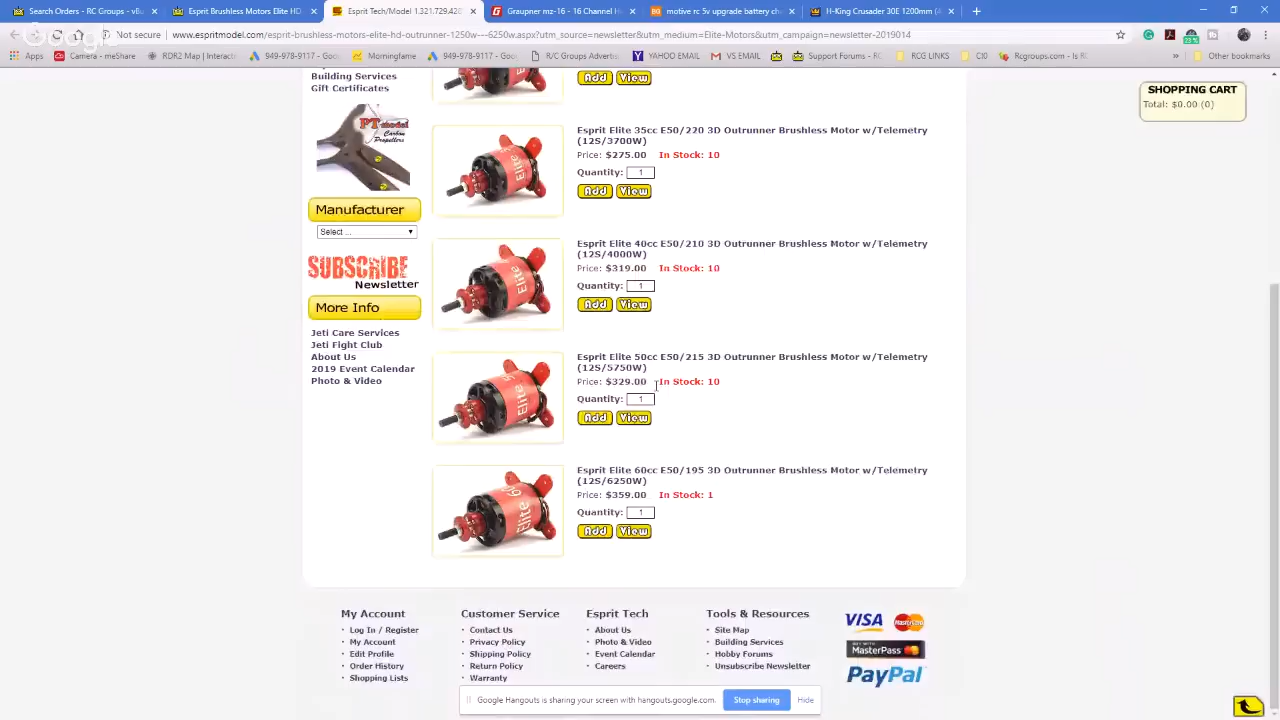 Search Orders - RC Groups - vilu
Esprit Brushless Motors Elite HD
Esprit Tech/Model 1.321.729.428
Graupner mz-16 - 16 Channel
motive rc 5v upgrade battery ch
H-King Crusader 30E 1200mm (4
Not secure
www.espritmodel.com/esprit-brushless-motors-elite-hd-outrunner-1250w---6250w.aspx?utm_source=newsletter&utm_medium=Elite-Motors&utm_campaign=newsletter-2019014
Apps
Camera - meShare
RDR2 Map | Interacti
949-978-9117 - Goog
Morningline
949-978-9117 - Goog
R/C Groups Advertis
YAHOO EMAIL
VS EMAIL
Support Forums - RC
RCG LINKS
Rcgroups.com - Is RC
Other bookmarks
Building Services
Gift Certificates
PT model
Carbon
Propellers
Manufacturer
Select ...
SUBSCRIBE
Newsletter
More Info
Jeti Care Services
Jeti Fight Club
About Us
2019 Event Calendar
Photo & Video
Add View
Esprit Elite 35cc E50/220 3D Outrunner Brushless Motor w/Telemetry
(12S/3700W)
Price: $275.00 In Stock: 10
Quantity: 1
Add View
Esprit Elite 40cc E50/210 3D Outrunner Brushless Motor w/Telemetry
(12S/4000W)
Price: $319.00 In Stock: 10
Quantity: 1
Add View
Esprit Elite 50cc E50/215 3D Outrunner Brushless Motor w/Telemetry
(12S/5750W)
Price: $329.00 In Stock: 10
Quantity: 1
Add View
Esprit Elite 60cc E50/195 3D Outrunner Brushless Motor w/Telemetry
(12S/6250W)
Price: $359.00 In Stock: 1
Quantity: 1
Add View
SHOPPING CART
Total: $0.00 (0)
My Account
Log In / Register
My Account
Edit Profile
Order History
Shopping Lists
Customer Service
Contact Us
Privacy Policy
Shipping Policy
Return Policy
Warranty
Esprit Tech
About Us
Photo & Video
Event Calendar
Careers
Tools & Resources
Site Map
Building Services
Hobby Forums
Unsubscribe Newsletter
VISA
MasterCard
MasterPass
PayPal
Google Hangouts is sharing your screen with hangouts.google.com.
Stop sharing
Hide